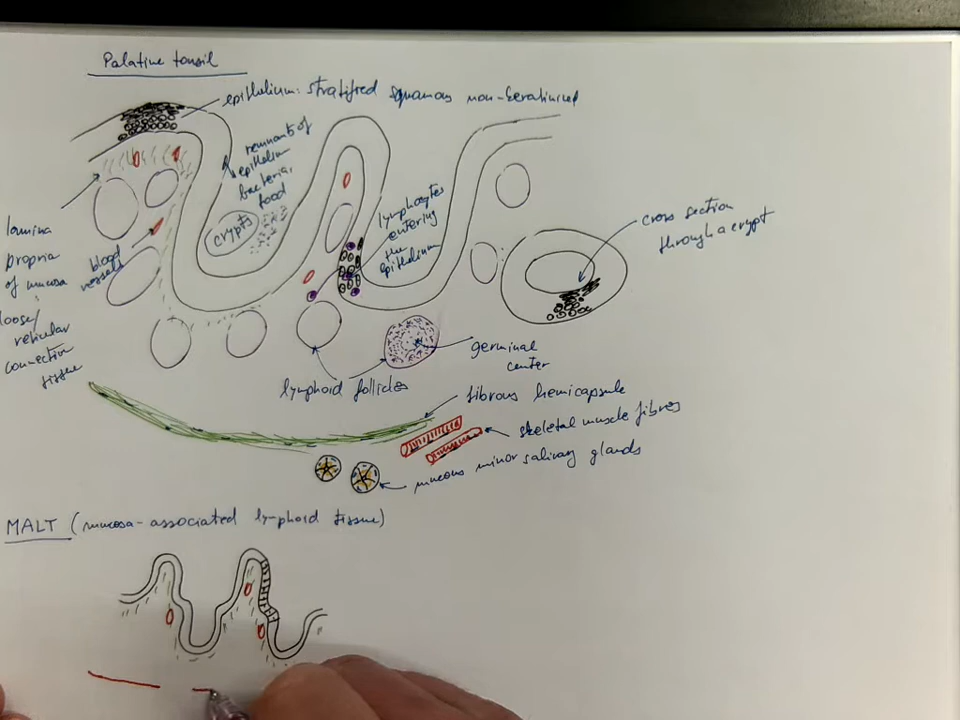 Palatine tonsil
epithelium: stratified squamous non-keratinized
remnants of
epithelium
bacteria,
food
crypts
lymphocytes
entering
the
epithelium
cross section
through a crypt
lamina
propria
of mucosa
loose/
reticular
connection
tissue
blood
vessels
germinal
center
lymphoid follicles
fibrous hemicapsule
skeletal muscle fibres
mucous minor salivary glands
MALT (mucosa-associated lymphoid tissue)